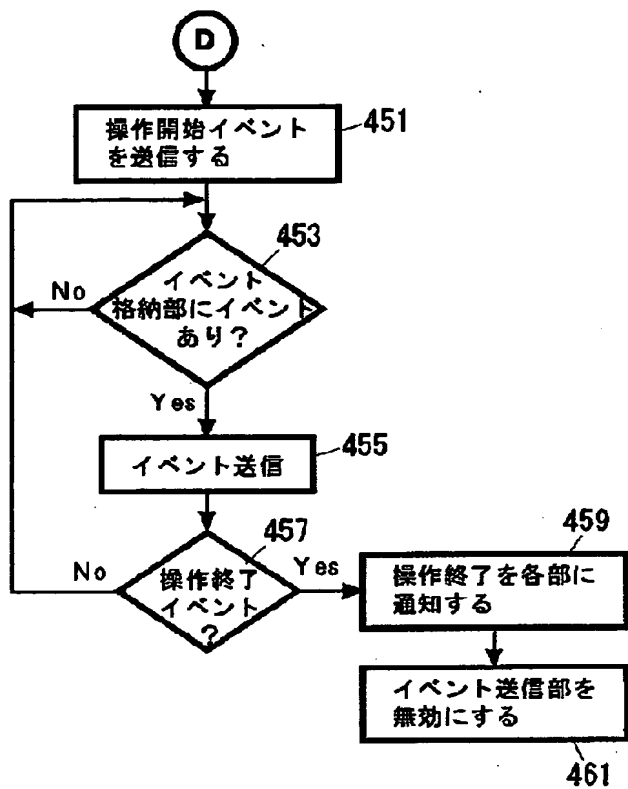 D
操作開始イベント
を送信する
451
453
イベント
格納部にイベント
あり?
No
Yes
イベント送信
455
457
操作終了
イベント
?
No
Yes
459
操作終了を各部に
通知する
イベント送信部を
無効にする
461